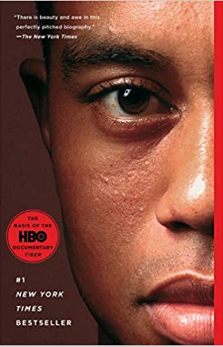 "There is beauty and awe in this
perfectly pitched biography."
—The New York Times
THE
BASIS OF THE
HBO
DOCUMENTARY
TIGER
#1
NEW YORK
TIMES
BESTSELLER